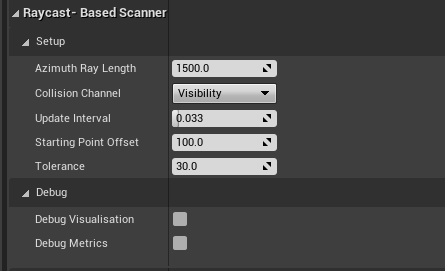 Raycast- Based Scanner
Setup
Azimuth Ray Length 1500.0
Collision Channel Visibility
Update Interval 0.033
Starting Point Offset 100.0
Tolerance 30.0
Debug
Debug Visualisation
Debug Metrics